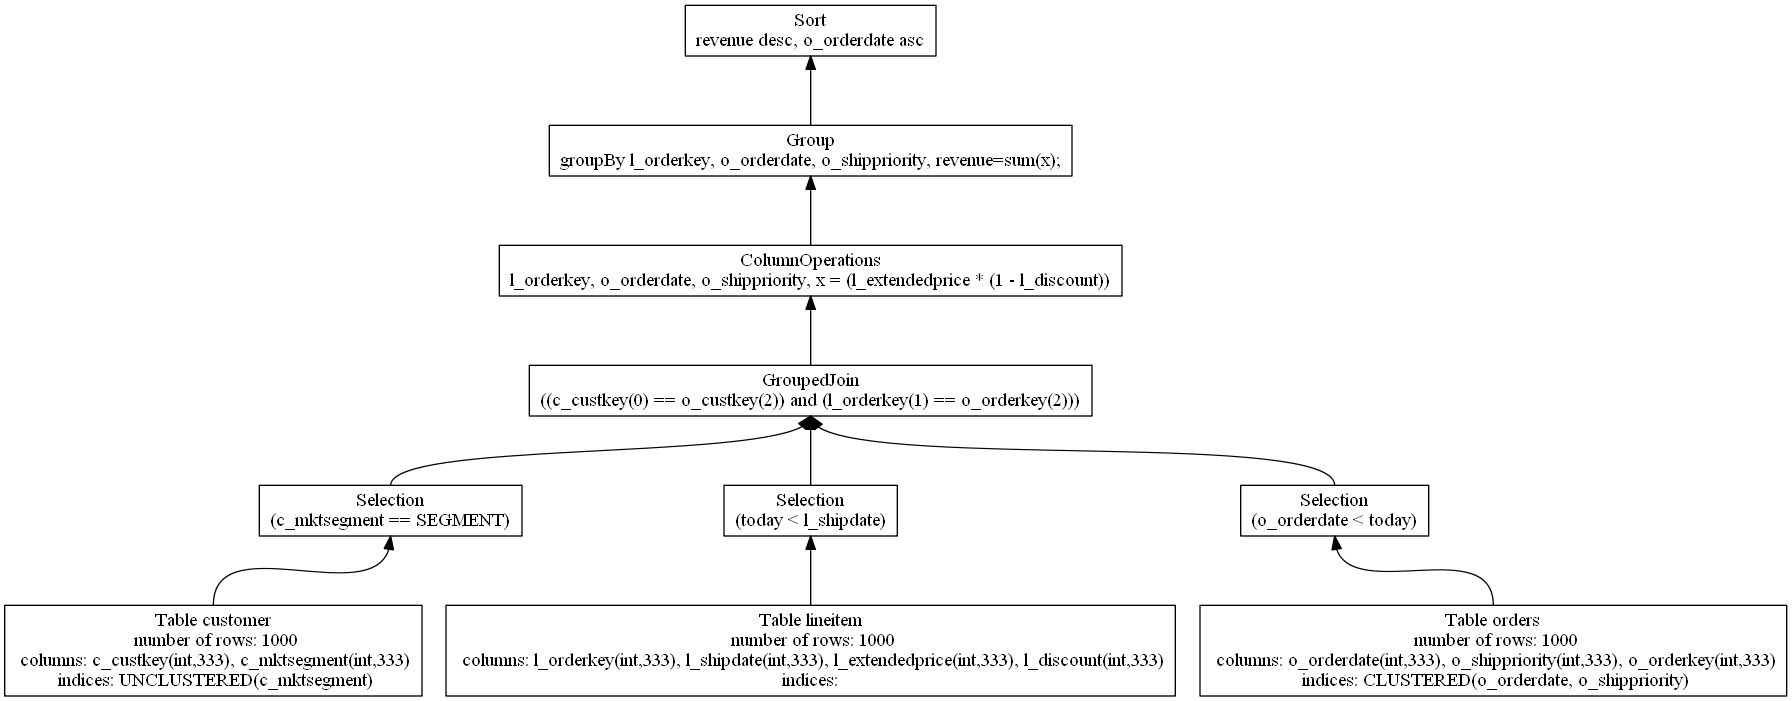 Sort
revenue desc, o_orderdate asc
Group
groupBy l_orderkey, o_orderdate, o_shippriority, revenue=sum(x);
ColumnOperations
l_orderkey, o_orderdate, o_shippriority, x = (l_extendedprice * (1 - l_discount))
GroupedJoin
((c_custkey(0) == o_custkey(2)) and (l_orderkey(1) == o_orderkey(2)))
Selection
(c_mktsegment == SEGMENT)
Selection
(today < l_shipdate)
Selection
(o_orderdate < today)
Table customer
number of rows: 1000
columns: c_custkey(int,333), c_mktsegment(int,333)
indices: UNCLUSTERED(c_mktsegment)
Table lineitem
number of rows: 1000
columns: l_orderkey(int,333), l_shipdate(int,333), l_extendedprice(int,333), l_discount(int,333)
indices:
Table orders
number of rows: 1000
columns: o_orderdate(int,333), o_shippriority(int,333), o_orderkey(int,333)
indices: CLUSTERED(o_orderdate, o_shippriority)